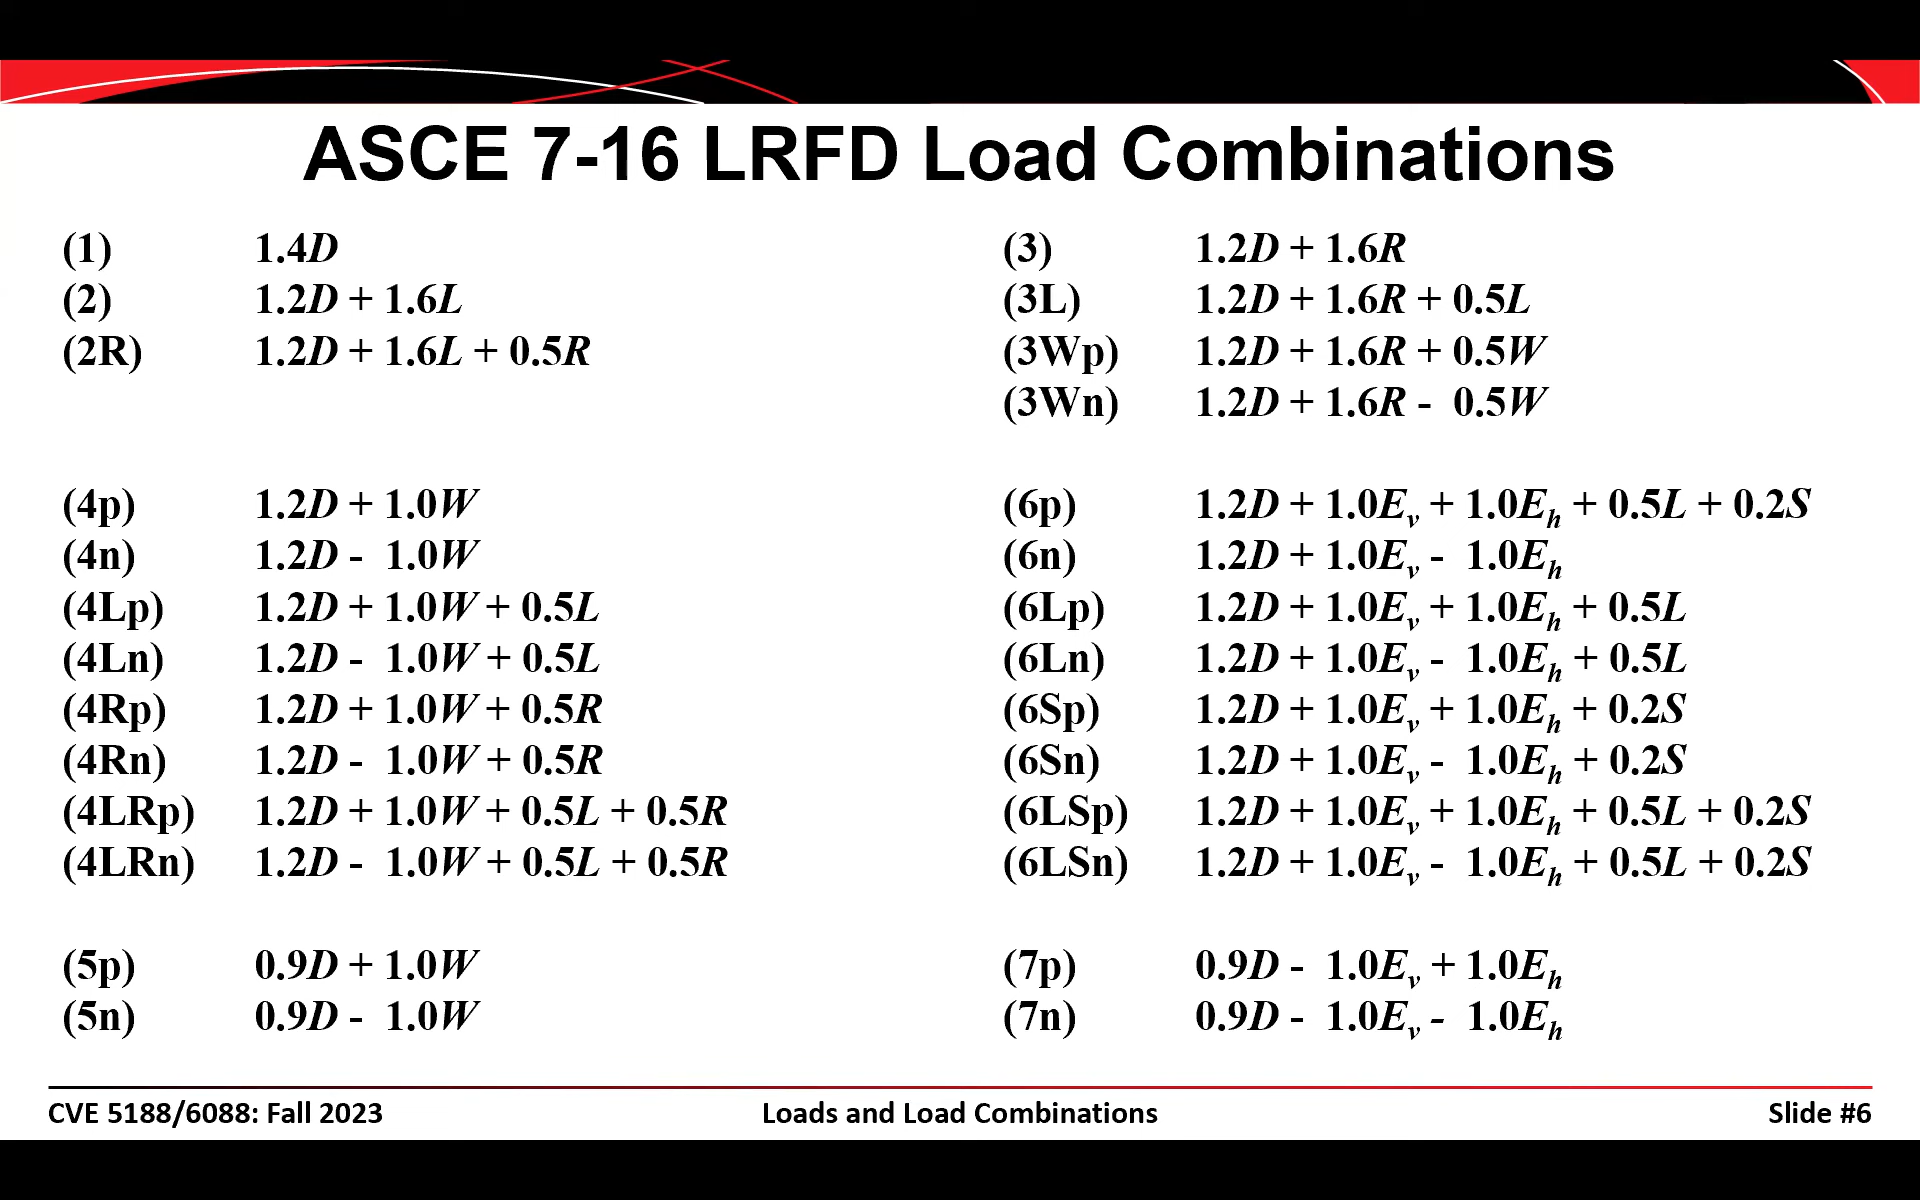 ASCE 7-16 LRFD Load Combinations
(1) 1.4D
(2) 1.2D + 1.6L
(2R) 1.2D + 1.6L + 0.5R
(3) 1.2D + 1.6R
(3L) 1.2D + 1.6R + 0.5L
(3Wp) 1.2D + 1.6R + 0.5W
(3Wn) 1.2D + 1.6R - 0.5W
(4p) 1.2D + 1.0W
(4n) 1.2D - 1.0W
(4Lp) 1.2D + 1.0W + 0.5L
(4Ln) 1.2D - 1.0W + 0.5L
(4Rp) 1.2D + 1.0W + 0.5R
(4Rn) 1.2D - 1.0W + 0.5R
(4LRp) 1.2D + 1.0W + 0.5L + 0.5R
(4LRn) 1.2D - 1.0W + 0.5L + 0.5R
(6p) 1.2D + 1.0Ev + 1.0Eh + 0.5L + 0.2S
(6n) 1.2D + 1.0Ev - 1.0Eh
(6Lp) 1.2D + 1.0Ev + 1.0Eh + 0.5L
(6Ln) 1.2D + 1.0Ev - 1.0Eh + 0.5L
(6Sp) 1.2D + 1.0Ev + 1.0Eh + 0.2S
(6Sn) 1.2D + 1.0Ev - 1.0Eh + 0.2S
(6LSp) 1.2D + 1.0Ev + 1.0Eh + 0.5L + 0.2S
(6LSn) 1.2D + 1.0Ev - 1.0Eh + 0.5L + 0.2S
(5p) 0.9D + 1.0W
(5n) 0.9D - 1.0W
(7p) 0.9D - 1.0Ev + 1.0Eh
(7n) 0.9D - 1.0Ev - 1.0Eh
CVE 5188/6088: Fall 2023
Loads and Load Combinations
Slide #6